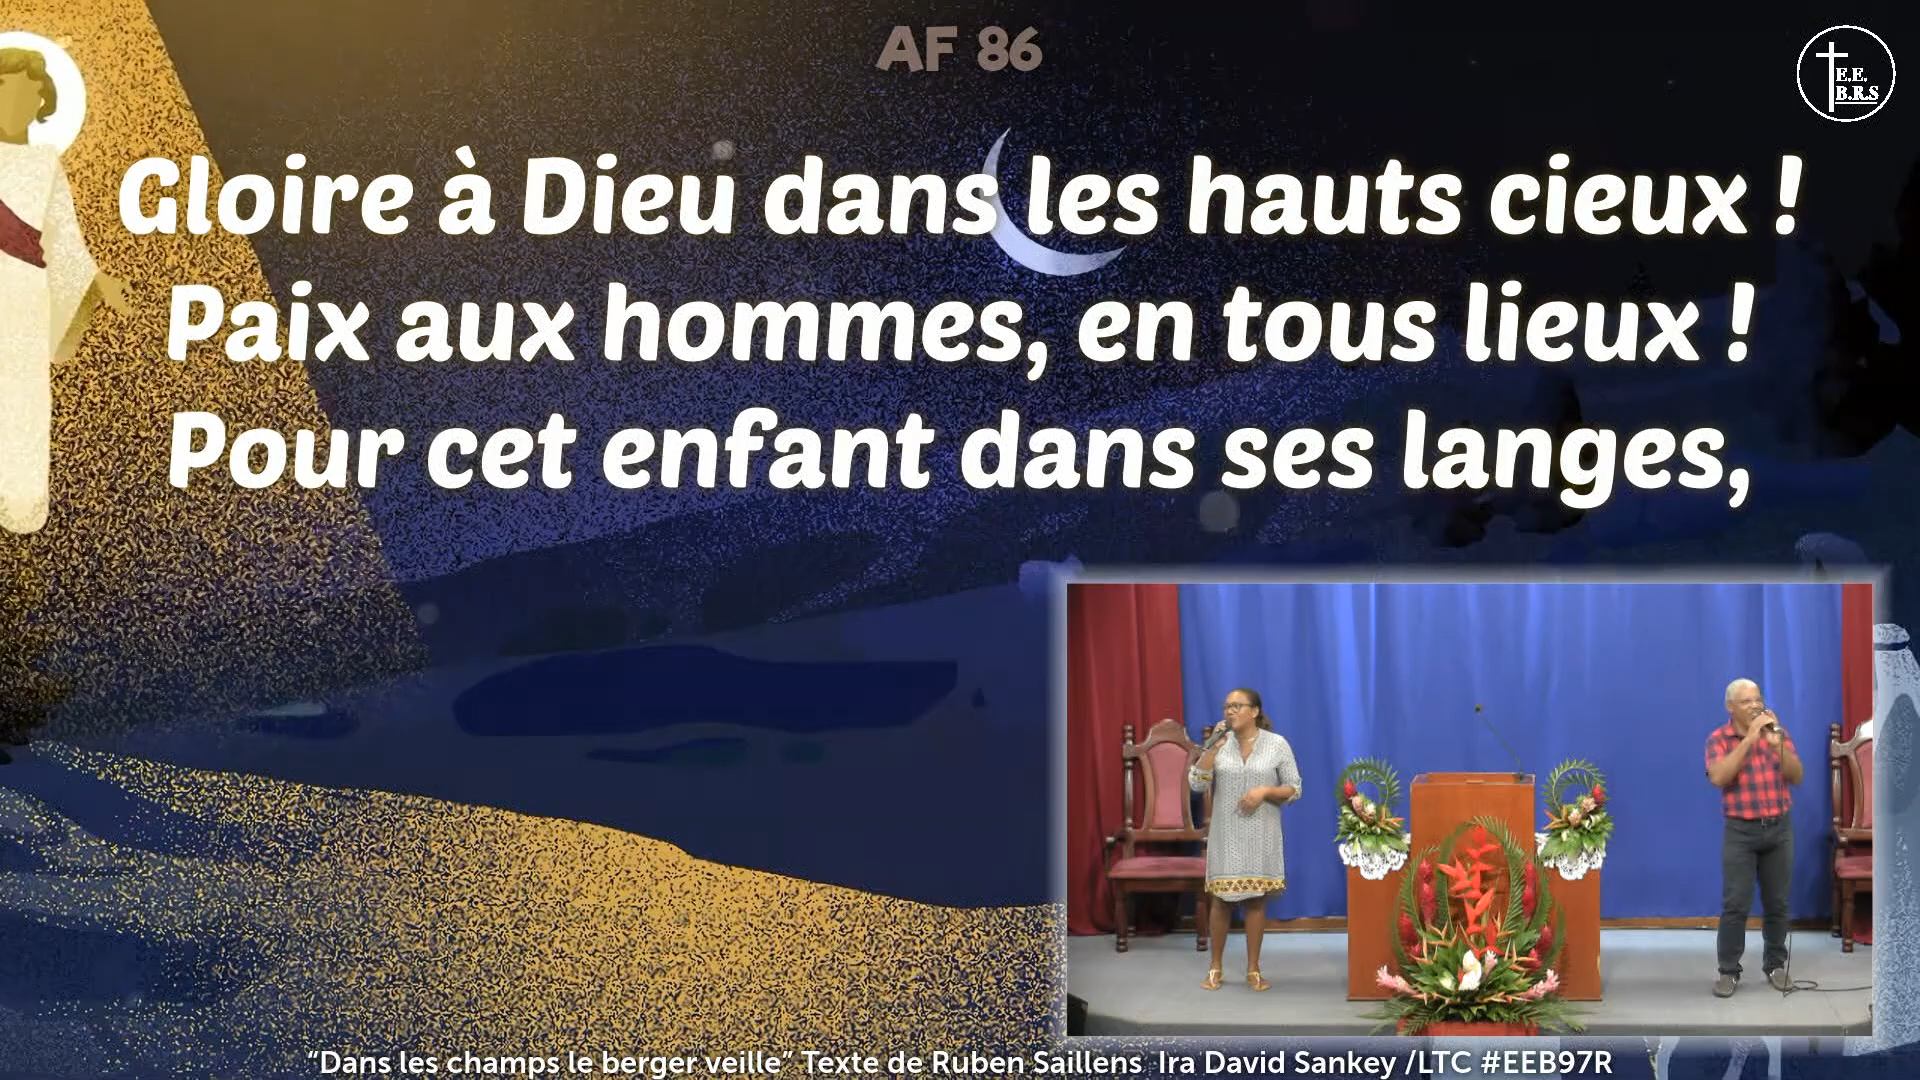 AF 86
E.E.
B.R.S
Gloire à Dieu dans les hauts cieux !
Paix aux hommes, en tous lieux !
Pour cet enfant dans ses langes,
“Dans les champs le berger veille” Texte de Ruben Saillens  Ira David Sankey /LTC #EEB97R